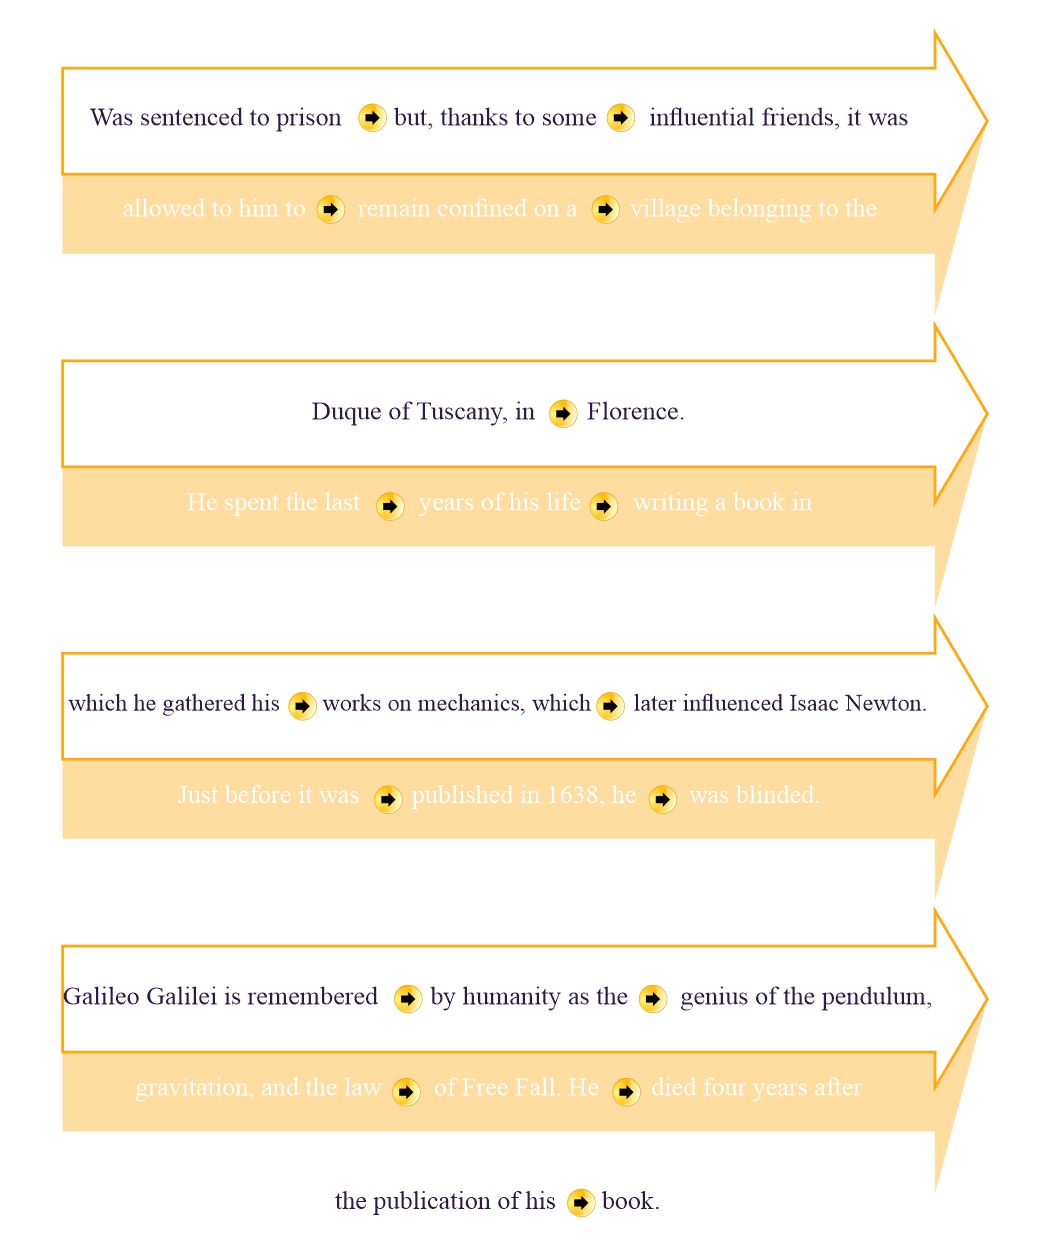 Was sentenced to prison but, thanks to some influential friends, it was
allowed to him to remain confined on a village belonging to the
Duque of Tuscany, in Florence.
He spent the last years of his life writing a book in
which he gathered his works on mechanics, which later influenced Isaac Newton.
Just before it was published in 1638, he was blinded.
Galileo Galilei is remembered by humanity as the genius of the pendulum,
gravitation, and the law of Free Fall. He died four years after
the publication of his book.